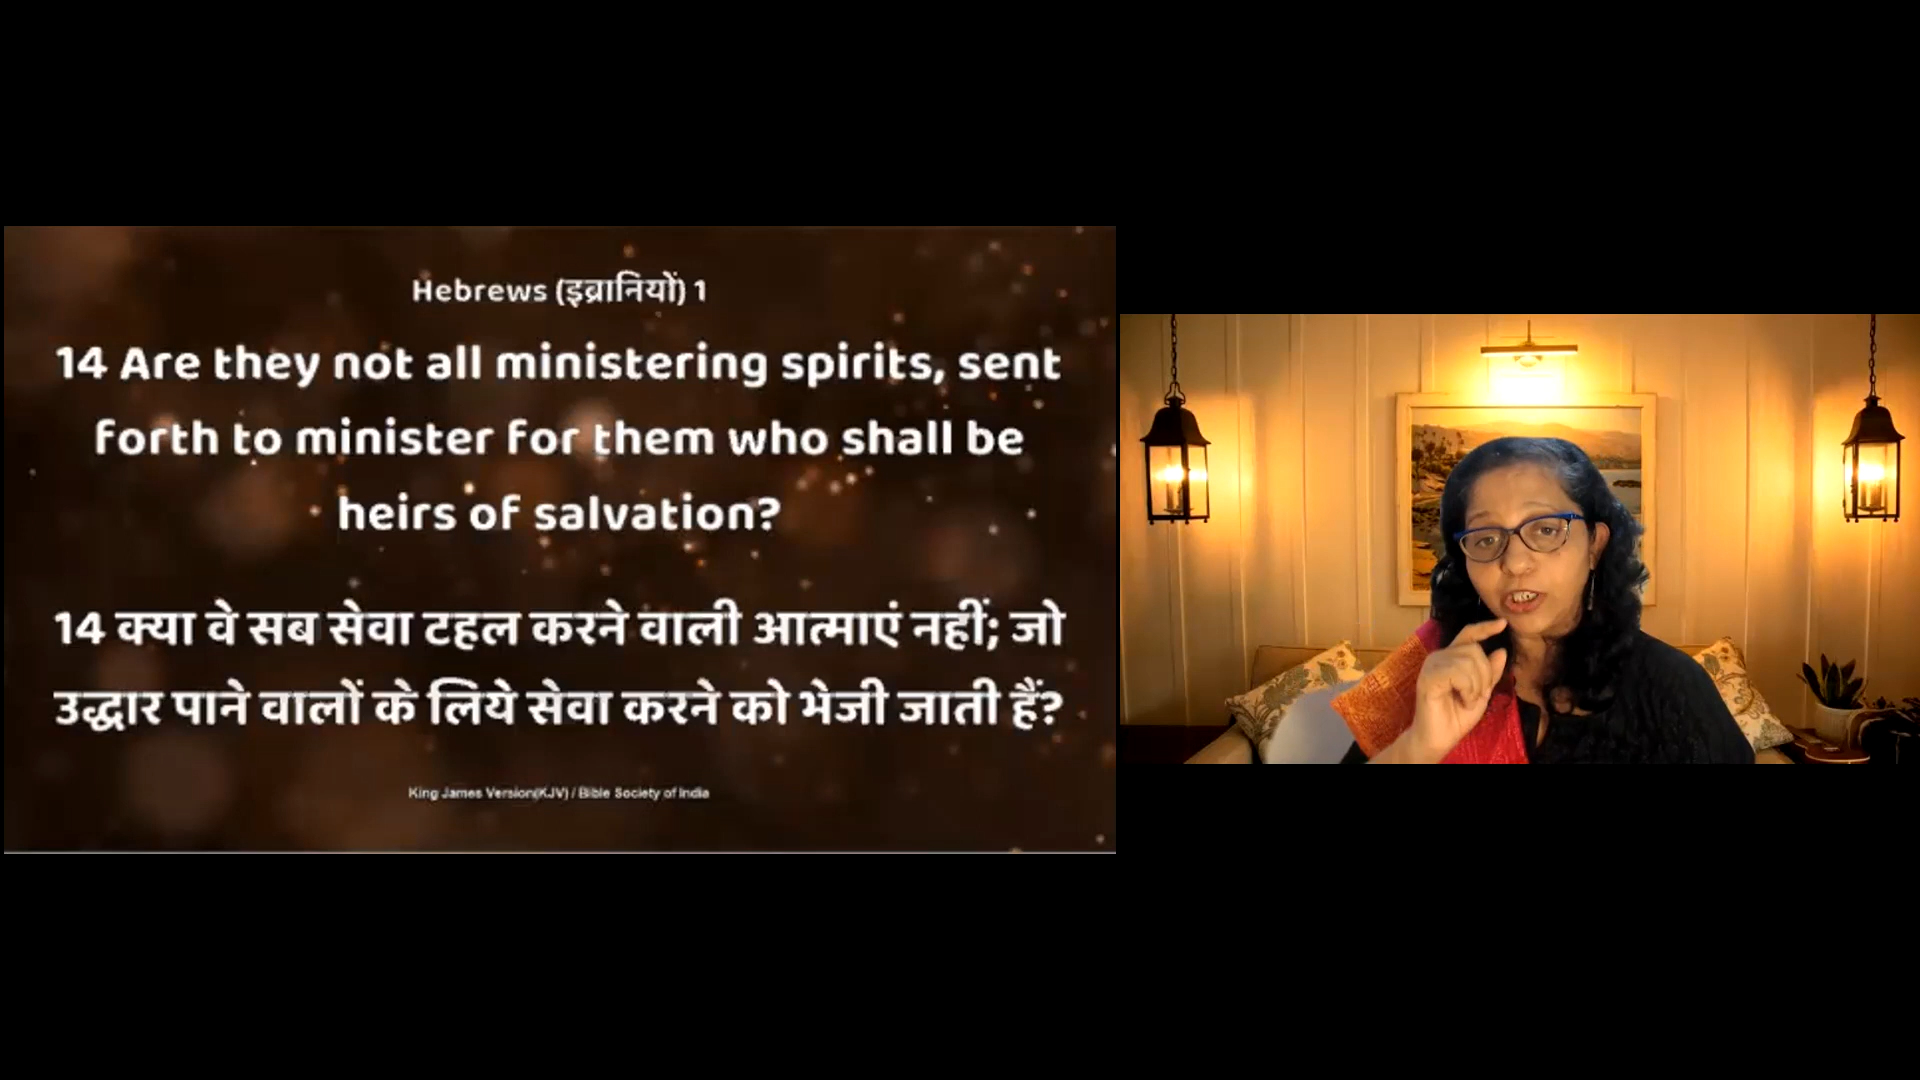 Hebrews (इब्रानियों) 1
14 Are they not all ministering spirits, sent
forth to minister for them who shall be
heirs of salvation?
14 क्या वे सब सेवा टहल करने वाली आत्माएं नहीं; जो
उद्धार पाने वालों के लिये सेवा करने को भेजी जाती हैं?
King James Version(KJV) / Bible Society of India